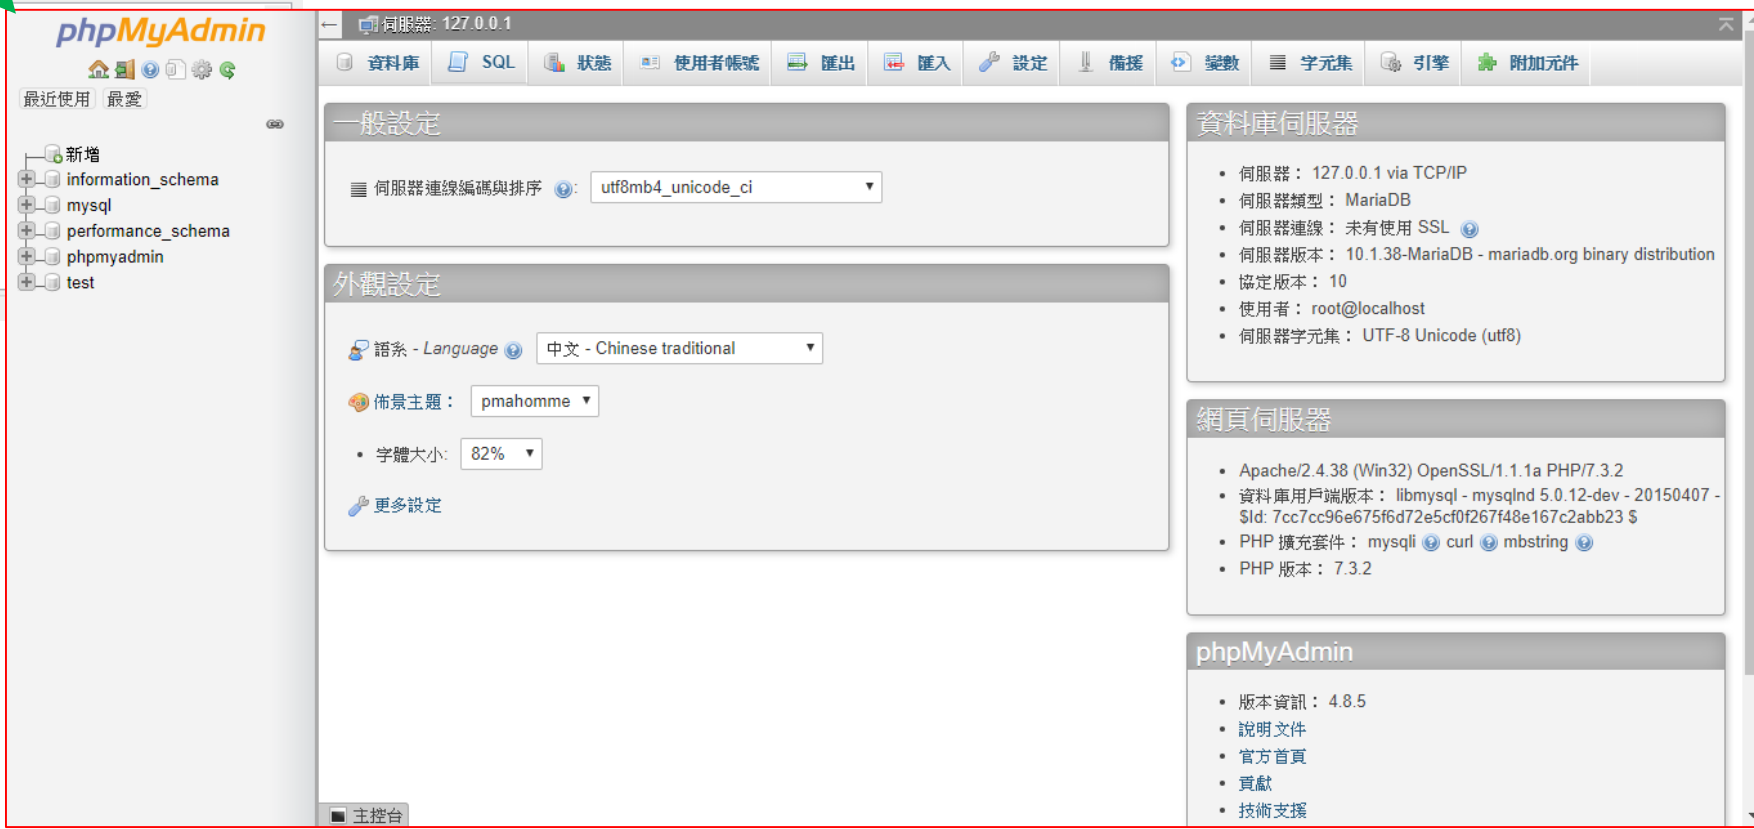 phpMyAdmin
最近使用 最愛
新增
information_schema
mysql
performance_schema
phpmyadmin
test
伺服器: 127.0.0.1
資料庫 SQL 狀態 使用者帳號 匯出 匯入 設定 備援 變數 字元集 引擎 附加元件
一般設定
伺服器連線編碼與排序 : utf8mb4_unicode_ci
外觀設定
語系 - Language 中文 - Chinese traditional
佈景主題： pmahomme
字體大小: 82%
更多設定
主控台
資料庫伺服器
伺服器： 127.0.0.1 via TCP/IP
伺服器類型： MariaDB
伺服器連線： 未有使用 SSL
伺服器版本： 10.1.38-MariaDB - mariadb.org binary distribution
協定版本： 10
使用者： root@localhost
伺服器字元集： UTF-8 Unicode (utf8)
網頁伺服器
Apache/2.4.38 (Win32) OpenSSL/1.1.1a PHP/7.3.2
資料庫用戶端版本： libmysql - mysqlnd 5.0.12-dev - 20150407 -
$Id: 7cc7cc96e675f6d72e5cf0f267f48e167c2abb23 $
PHP 擴充套件： mysqli curl mbstring
PHP 版本： 7.3.2
phpMyAdmin
版本資訊： 4.8.5
說明文件
官方首頁
貢獻
技術支援